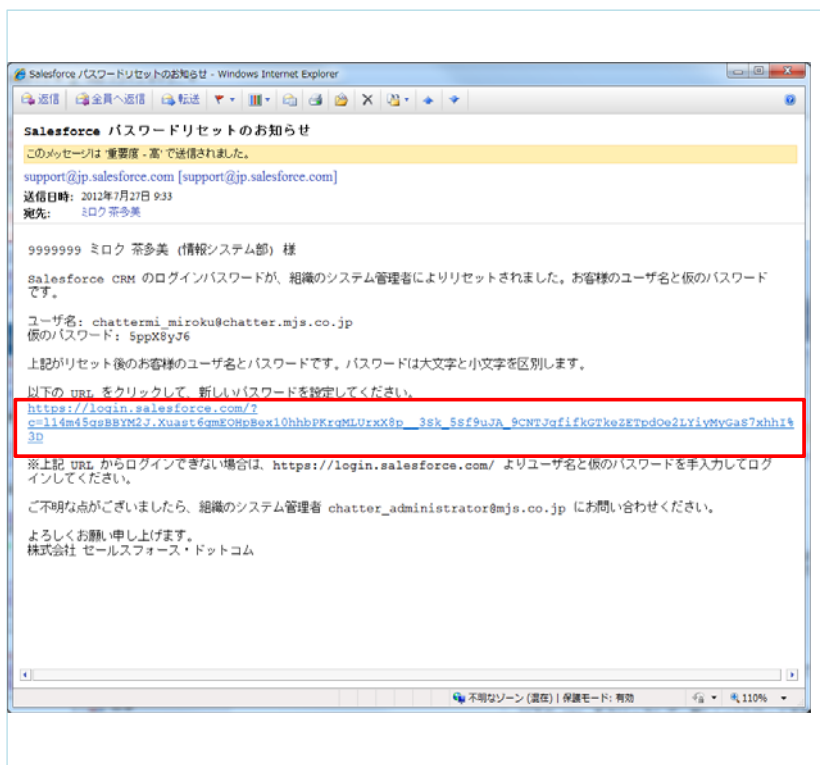 Salesforce パスワードリセットのお知らせ - Windows Internet Explorer
返信 全員へ返信 転送
Salesforce パスワードリセットのお知らせ
このメッセージは '重要度 - 高' で送信されました。
support@jp.salesforce.com [support@jp.salesforce.com]
送信日時: 2012年7月27日 9:33
宛先: ミロク 茶多美
9999999 ミロク 茶多美 (情報システム部) 様
Salesforce CRM のログインパスワードが、組織のシステム管理者によりリセットされました。お客様のユーザ名と仮のパスワード
です。
ユーザ名: chattermi_miroku@chatter.mjs.co.jp
仮のパスワード: 5ppX8yJ6
上記がリセット後のお客様のユーザ名とパスワードです。パスワードは大文字と小文字を区別します。
以下の URL をクリックして、新しいパスワードを設定してください。
https://login.salesforce.com/?
c=l14m45gsBBYM2J.Xuast6gmEOHpBex10hhbPKrgMLUrxX8p__3Sk_5Sf9uJA_9CNTJgfifkGTkeZETpdOe2LYiyMyGaS7xhhI%
3D
※上記 URL からログインできない場合は、https://login.salesforce.com/ よりユーザ名と仮のパスワードを手入力してログ
インしてください。
ご不明な点がございましたら、組織のシステム管理者 chatter_administrator@mjs.co.jp にお問い合わせください。
よろしくお願い申し上げます。
株式会社 セールスフォース・ドットコム
不明なゾーン (混在) | 保護モード: 有効 110%